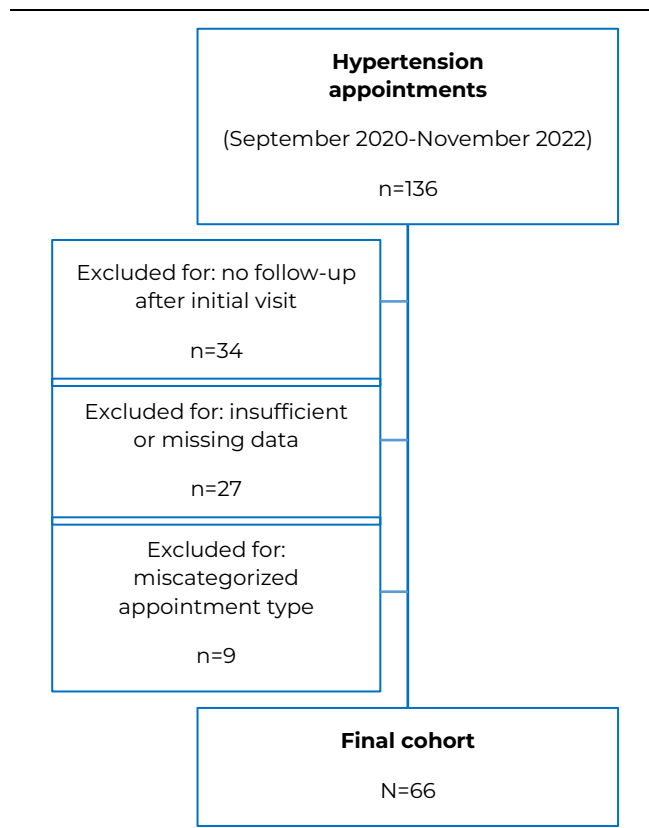 Hypertension
appointments
(September 2020-November 2022)
n=136
Excluded for: no follow-up
after initial visit
n=34
Excluded for: insufficient
or missing data
n=27
Excluded for:
miscategorized
appointment type
n=9
Final cohort
N=66